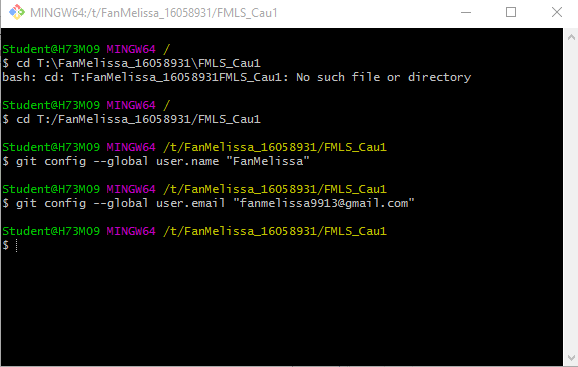 MINGW64:/t/FanMelissa_16058931/FMLS_Cau1
Student@H73M09 MINGW64 /
$ cd T:\FanMelissa_16058931\FMLS_Cau1
bash: cd: T:FanMelissa_16058931FMLS_Cau1: No such file or directory
Student@H73M09 MINGW64 /
$ cd T:/FanMelissa_16058931/FMLS_Cau1
Student@H73M09 MINGW64 /t/FanMelissa_16058931/FMLS_Cau1
$ git config --global user.name "FanMelissa"
Student@H73M09 MINGW64 /t/FanMelissa_16058931/FMLS_Cau1
$ git config --global user.email "fanmelissa9913@gmail.com"
Student@H73M09 MINGW64 /t/FanMelissa_16058931/FMLS_Cau1
$